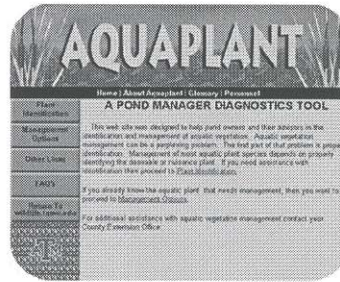 AQUAPLANT
Home | About Aquaplant | Glossary | Personnel
Plant
Identification
Management
Options
Other Links
FAQ'S
Return To
wildlife.tamu.edu
A POND MANAGER DIAGNOSTICS TOOL
This web site was designed to help pond owners and their advisors in the
identification and management of aquatic vegetation. Aquatic vegetation
management can be a perplexing problem. The first part of that problem is proper
identification. Management of most aquatic plant species depends on properly
identifying the desirable or nuisance plant. If you need assistance with
identification then proceed to Plant Identification.
If you already know the aquatic plant that needs management, then you want to
proceed to Management Options.
For additional assistance with aquatic vegetation management contact your
County Extension Office.